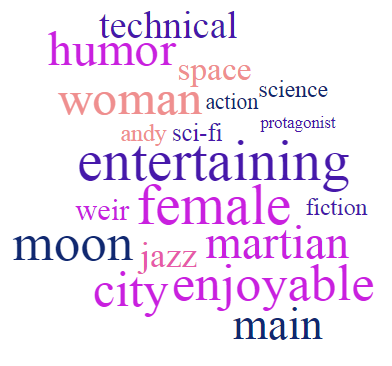 technical
humor
space
woman
action
science
andy
sci-fi
protagonist
entertaining
weir
female
fiction
moon
jazz
martian
city
enjoyable
main